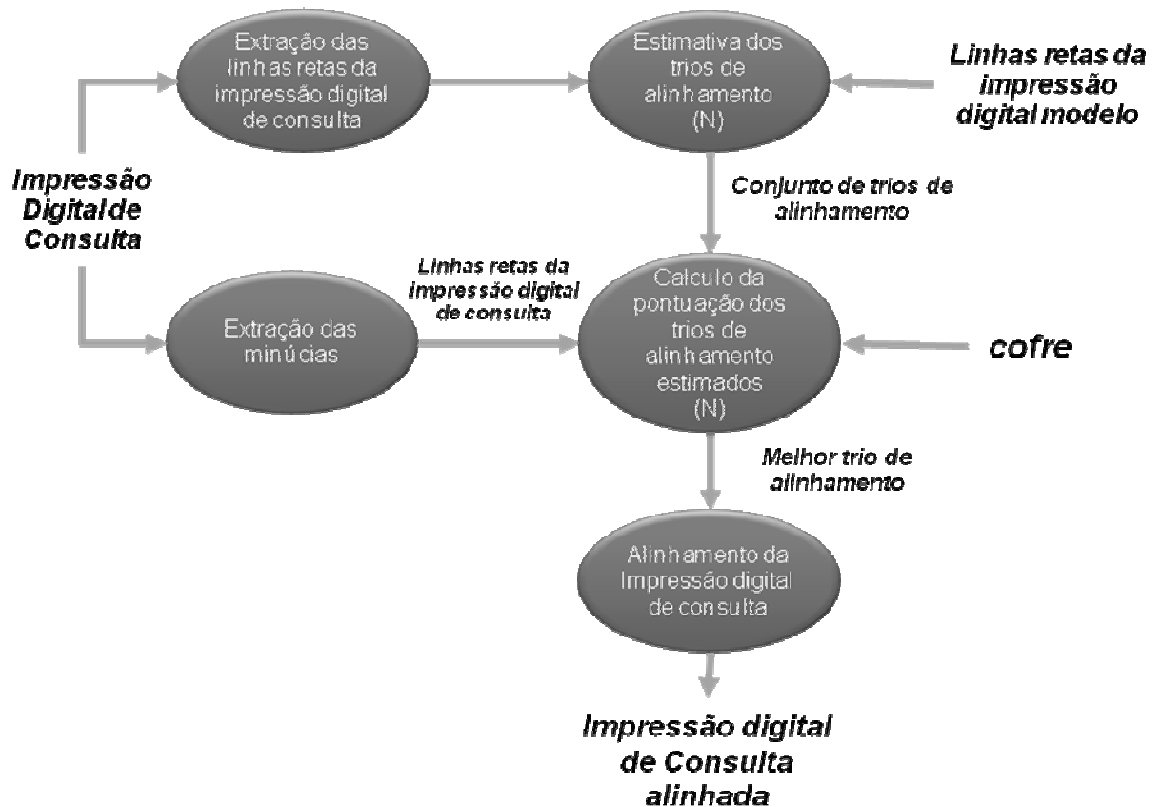 Extração das
linhas retas da
impressão digital
de consulta
Estimativa dos
trios de
alinhamento
(N)
Linhas retas da
impressão
digital modelo
Impressão
Digital de
Consulta
Conjunto de trios de
alinhamento
Extração das
minúcias
Linhas retas da
impressão digital
de consulta
Calculo da
pontuação dos
trios de
alinhamento
estimados
(N)
cofre
Melhor trio de
alinhamento
Alinhamento da
Impressão digital
de consulta
Impressão digital
de Consulta
alinhada